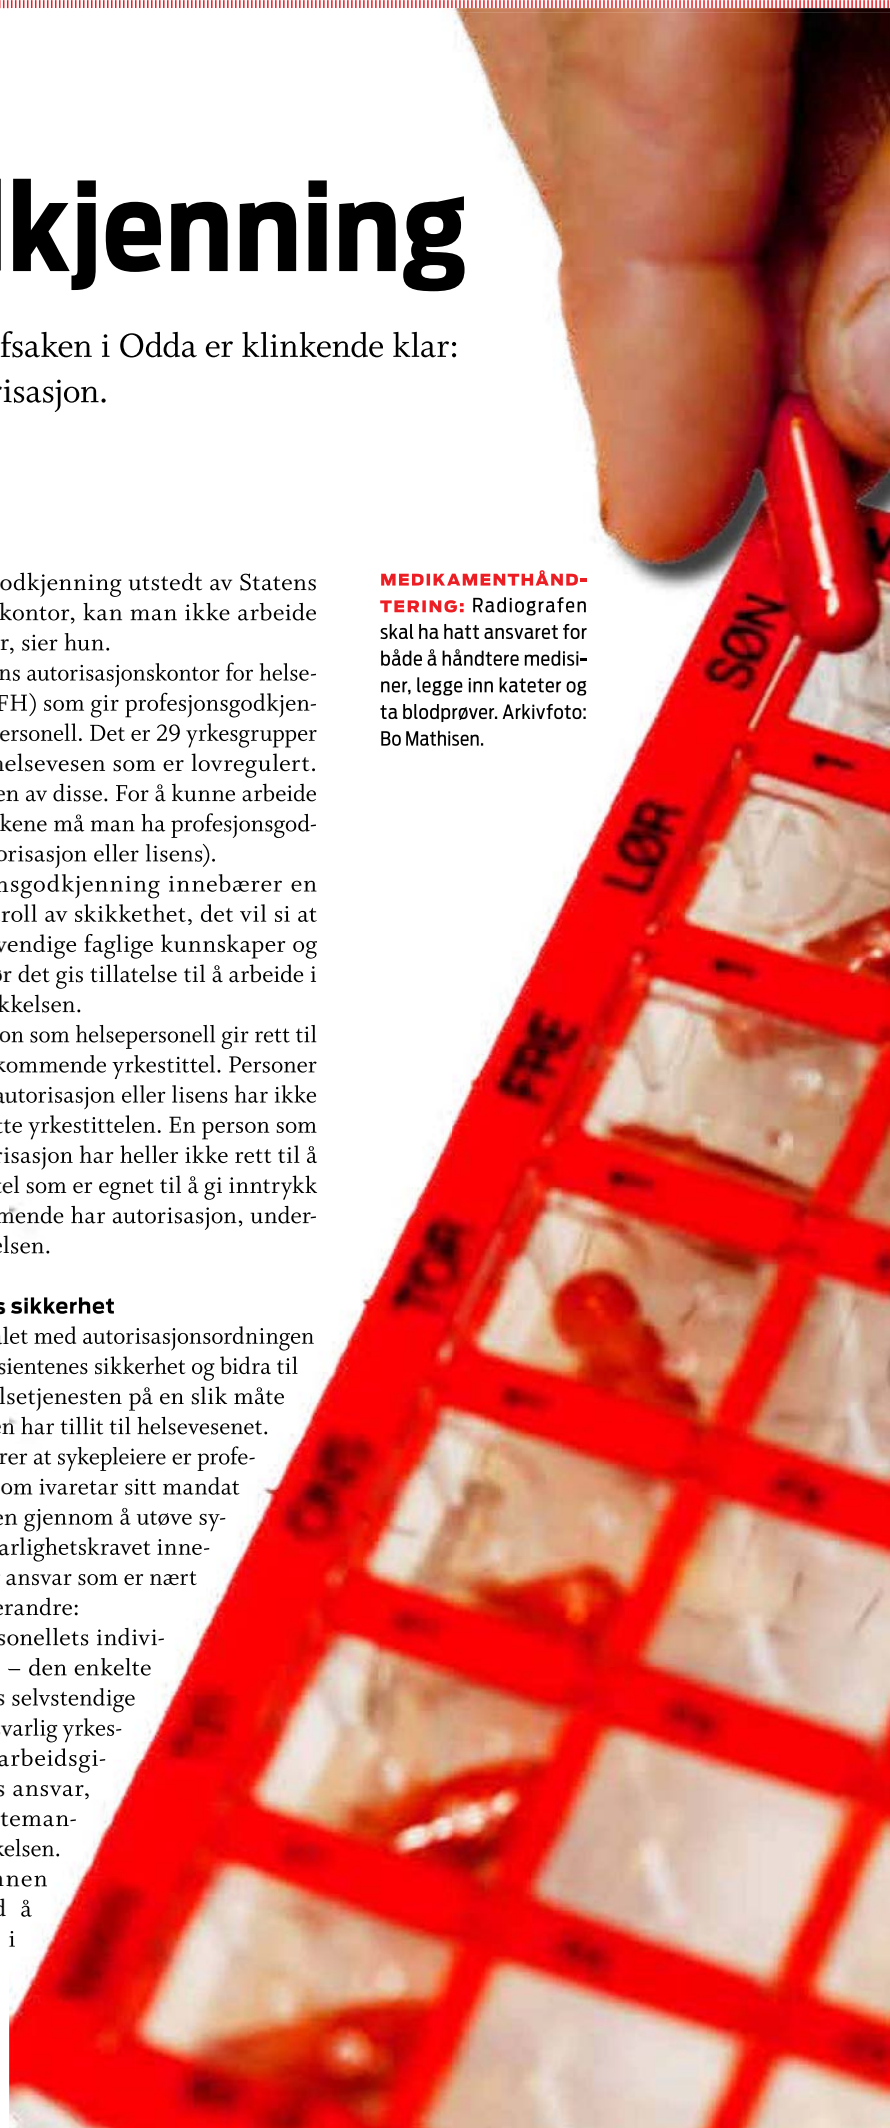 dkjenning
fsaken i Odda er klinkende klar:
risasjon.
odkjenning utstedt av Statens
kontor, kan man ikke arbeide
r, sier hun.
ns autorisasjonskontor for helse-
FH) som gir profesjonsgodkjen-
ersonell. Det er 29 yrkesgrupper
helsevesen som er lovregulert.
en av disse. For å kunne arbeide
kene må man ha profesjonsgod-
orisasjon eller lisens).
nsgodkjenning innebærer en
roll av skikkethet, det vil si at
vendige faglige kunnskaper og
ør det gis tillatelse til å arbeide i
kkelsen.
on som helsepersonell gir rett til
kommende yrkestittel. Personer
autorisasjon eller lisens har ikke
tte yrkestittelen. En person som
risasjon har heller ikke rett til å
tel som er egnet til å gi inntrykk
mende har autorisasjon, under-
elsen.
s sikkerhet
ålet med autorisasjonsordningen
sientenes sikkerhet og bidra til
lsetjenesten på en slik måte
en har tillit til helsevesenet.
rer at sykepleiere er profe-
om ivaretar sitt mandat
en gjennom å utøve sy-
arlighetskravet inne-
ansvar som er nært
erandre:
sonellets indivi-
– den enkelte
s selvstendige
varlig yrkes-
arbeidsgi-
s ansvar,
teman-
kelsen.
nnen
d å
i
MEDIKAMENTHÅND-
TERING: Radiografen
skal ha hatt ansvaret for
både å håndtere medisi-
ner, legge inn kateter og
ta blodprøver. Arkivfoto:
Bo Mathisen.
SØN
LØR
FRE
TOR
ONS